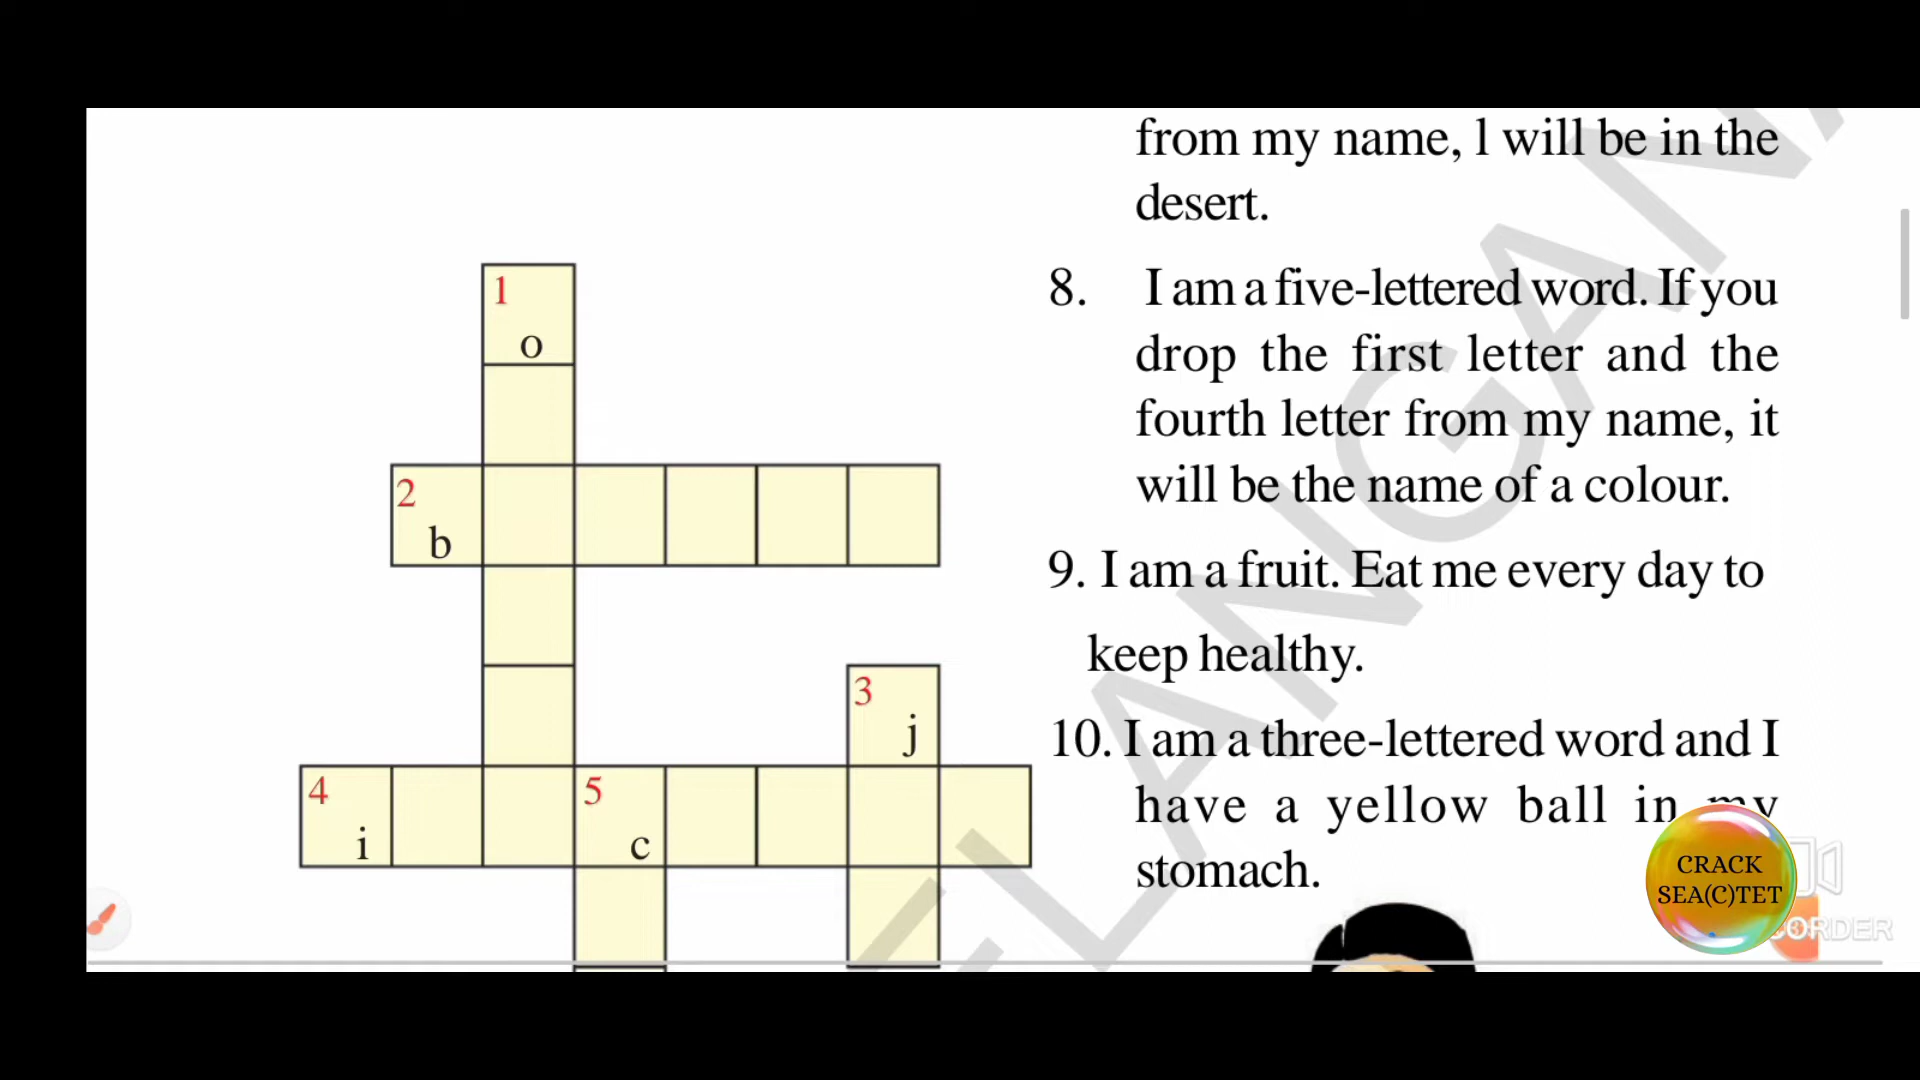 from my name, l will be in the
desert.
8. I am a five-lettered word. If you
drop the first letter and the
fourth letter from my name, it
will be the name of a colour.
9. I am a fruit. Eat me every day to
keep healthy.
10. I am a three-lettered word and I
have a yellow ball in my
stomach.
1
o
2
b
3
j
4
i
5
c
CRACK
SEA(C)TET